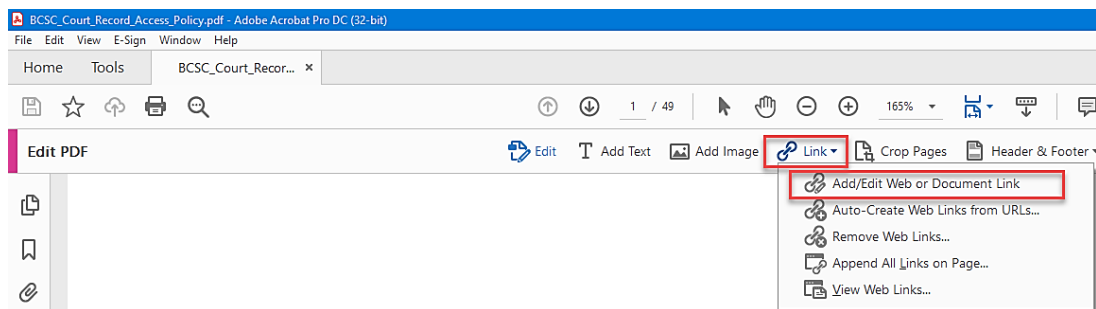 BCSC_Court_Record_Access_Policy.pdf - Adobe Acrobat Pro DC (32-bit)
File Edit View E-Sign Window Help
Home Tools BCSC_Court_Recor... ×
1 / 49 165%
Edit PDF Edit Add Text Add Image Link Crop Pages Header & Footer
Add/Edit Web or Document Link
Auto-Create Web Links from URLs...
Remove Web Links...
Append All Links on Page...
View Web Links...